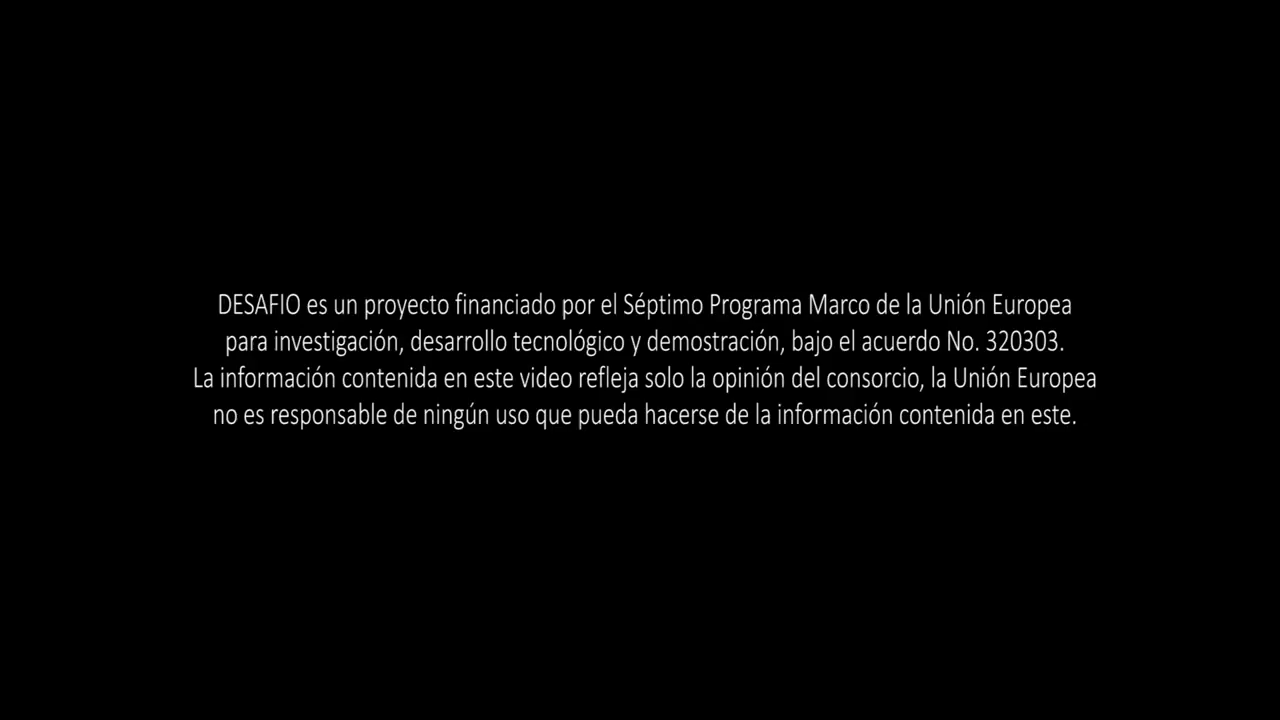 DESAFIO es un proyecto financiado por el Séptimo Programa Marco de la Unión Europea
para investigación, desarrollo tecnológico y demostración, bajo el acuerdo No. 320303.
La información contenida en este video refleja solo la opinión del consorcio, la Unión Europea
no es responsable de ningún uso que pueda hacerse de la información contenida en este.